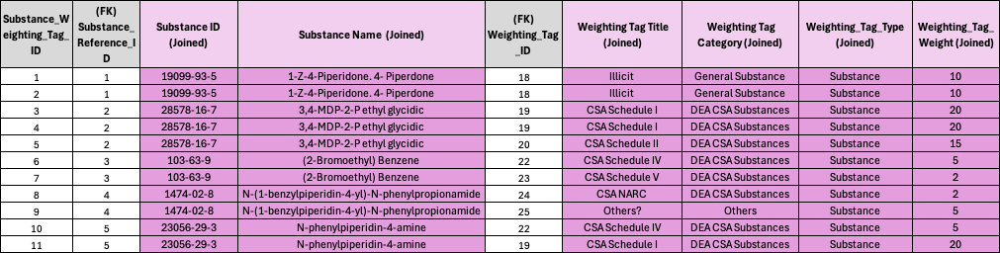 Substance_Weighting_Tag_ID | (FK) Substance_Reference_ID | Substance ID (Joined) | Substance Name (Joined) | (FK) Weighting_Tag_ID | Weighting Tag Title (Joined) | Weighting Tag Category (Joined) | Weighting_Tag_Type (Joined) | Weighting_Tag_Weight (Joined)
1 | 1 | 19099-93-5 | 1-Z-4-Piperidone. 4- Piperdone | 18 | Illicit | General Substance | Substance | 10
2 | 1 | 19099-93-5 | 1-Z-4-Piperidone. 4- Piperdone | 18 | Illicit | General Substance | Substance | 10
3 | 2 | 28578-16-7 | 3,4-MDP-2-P ethyl glycidic | 19 | CSA Schedule I | DEA CSA Substances | Substance | 20
4 | 2 | 28578-16-7 | 3,4-MDP-2-P ethyl glycidic | 19 | CSA Schedule I | DEA CSA Substances | Substance | 20
5 | 2 | 28578-16-7 | 3,4-MDP-2-P ethyl glycidic | 20 | CSA Schedule II | DEA CSA Substances | Substance | 15
6 | 3 | 103-63-9 | (2-Bromoethyl) Benzene | 22 | CSA Schedule IV | DEA CSA Substances | Substance | 5
7 | 3 | 103-63-9 | (2-Bromoethyl) Benzene | 23 | CSA Schedule V | DEA CSA Substances | Substance | 2
8 | 4 | 1474-02-8 | N-(1-benzylpiperidin-4-yl)-N-phenylpropionamide | 24 | CSA NARC | DEA CSA Substances | Substance | 2
9 | 4 | 1474-02-8 | N-(1-benzylpiperidin-4-yl)-N-phenylpropionamide | 25 | Others? | Others | Substance | 5
10 | 5 | 23056-29-3 | N-phenylpiperidin-4-amine | 22 | CSA Schedule IV | DEA CSA Substances | Substance | 5
11 | 5 | 23056-29-3 | N-phenylpiperidin-4-amine | 19 | CSA Schedule I | DEA CSA Substances | Substance | 20